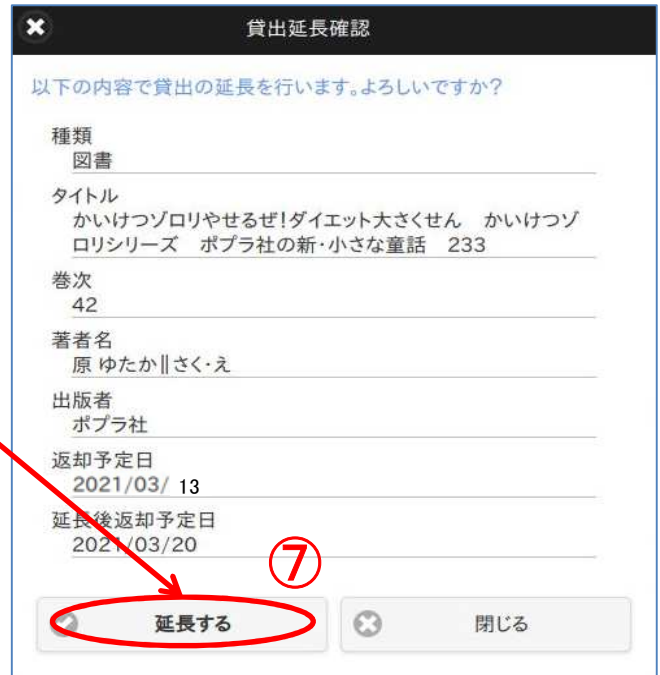 貸出延長確認
以下の内容で貸出の延長を行います。よろしいですか?
種類
図書
タイトル
かいけつゾロリやせるぜ!ダイエット大さくせん　かいけつゾ
ロリシリーズ　ポプラ社の新・小さな童話　233
巻次
42
著者名
原 ゆたか∥さく・え
出版者
ポプラ社
返却予定日
2021/03/ 13
延長後返却予定日
2021/03/20
⑦
延長する
閉じる